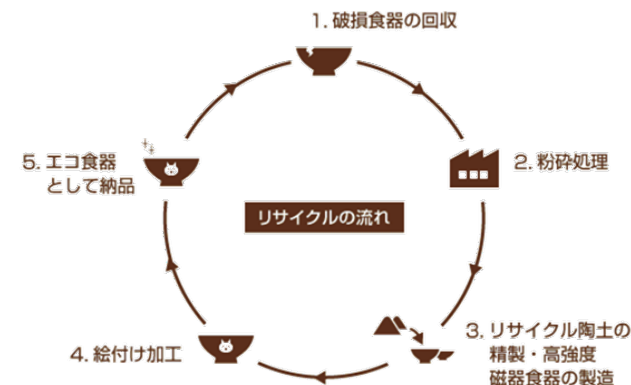 1. 破損食器の回収
2. 粉砕処理
3. リサイクル陶土の
精製・高強度
磁器食器の製造
4. 絵付け加工
5. エコ食器
として納品
リサイクルの流れ